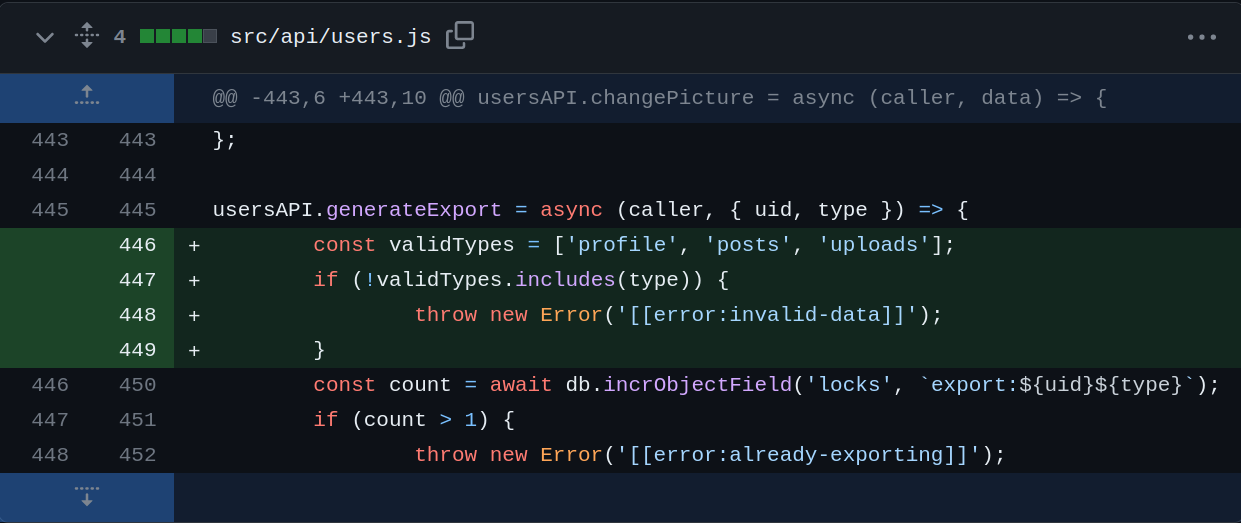 4 src/api/users.js
@@ -443,6 +443,10 @@ usersAPI.changePicture = async (caller, data) => {
443 443 };
444 444
445 445 usersAPI.generateExport = async (caller, { uid, type }) => {
446 + const validTypes = ['profile', 'posts', 'uploads'];
447 + if (!validTypes.includes(type)) {
448 + throw new Error('[[error:invalid-data]]');
449 + }
446 450 const count = await db.incrObjectField('locks', `export:${uid}${type}`);
447 451 if (count > 1) {
448 452 throw new Error('[[error:already-exporting]]');